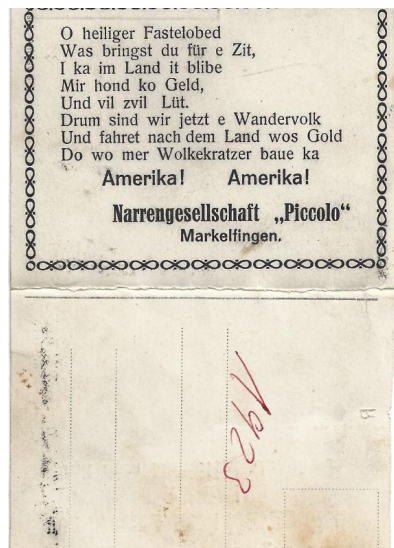 O heiliger Fastelobed
Was bringst du für e Zit,
I ka im Land it blibe
Mir hond ko Geld,
Und vil zvil Lüt.
Drum sind wir jetzt e Wandervolk
Und fahret nach dem Land wos Gold
Do wo mer Wolkekratzer baue ka
Amerika! Amerika!
Narrengesellschaft „Piccolo“
Markelfingen.
1923